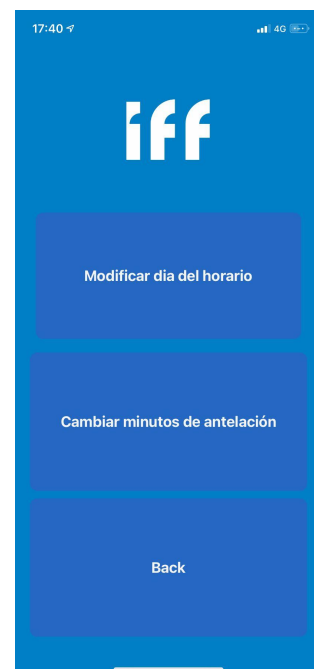 17:40
4G
iff
Modificar dia del horario
Cambiar minutos de antelación
Back